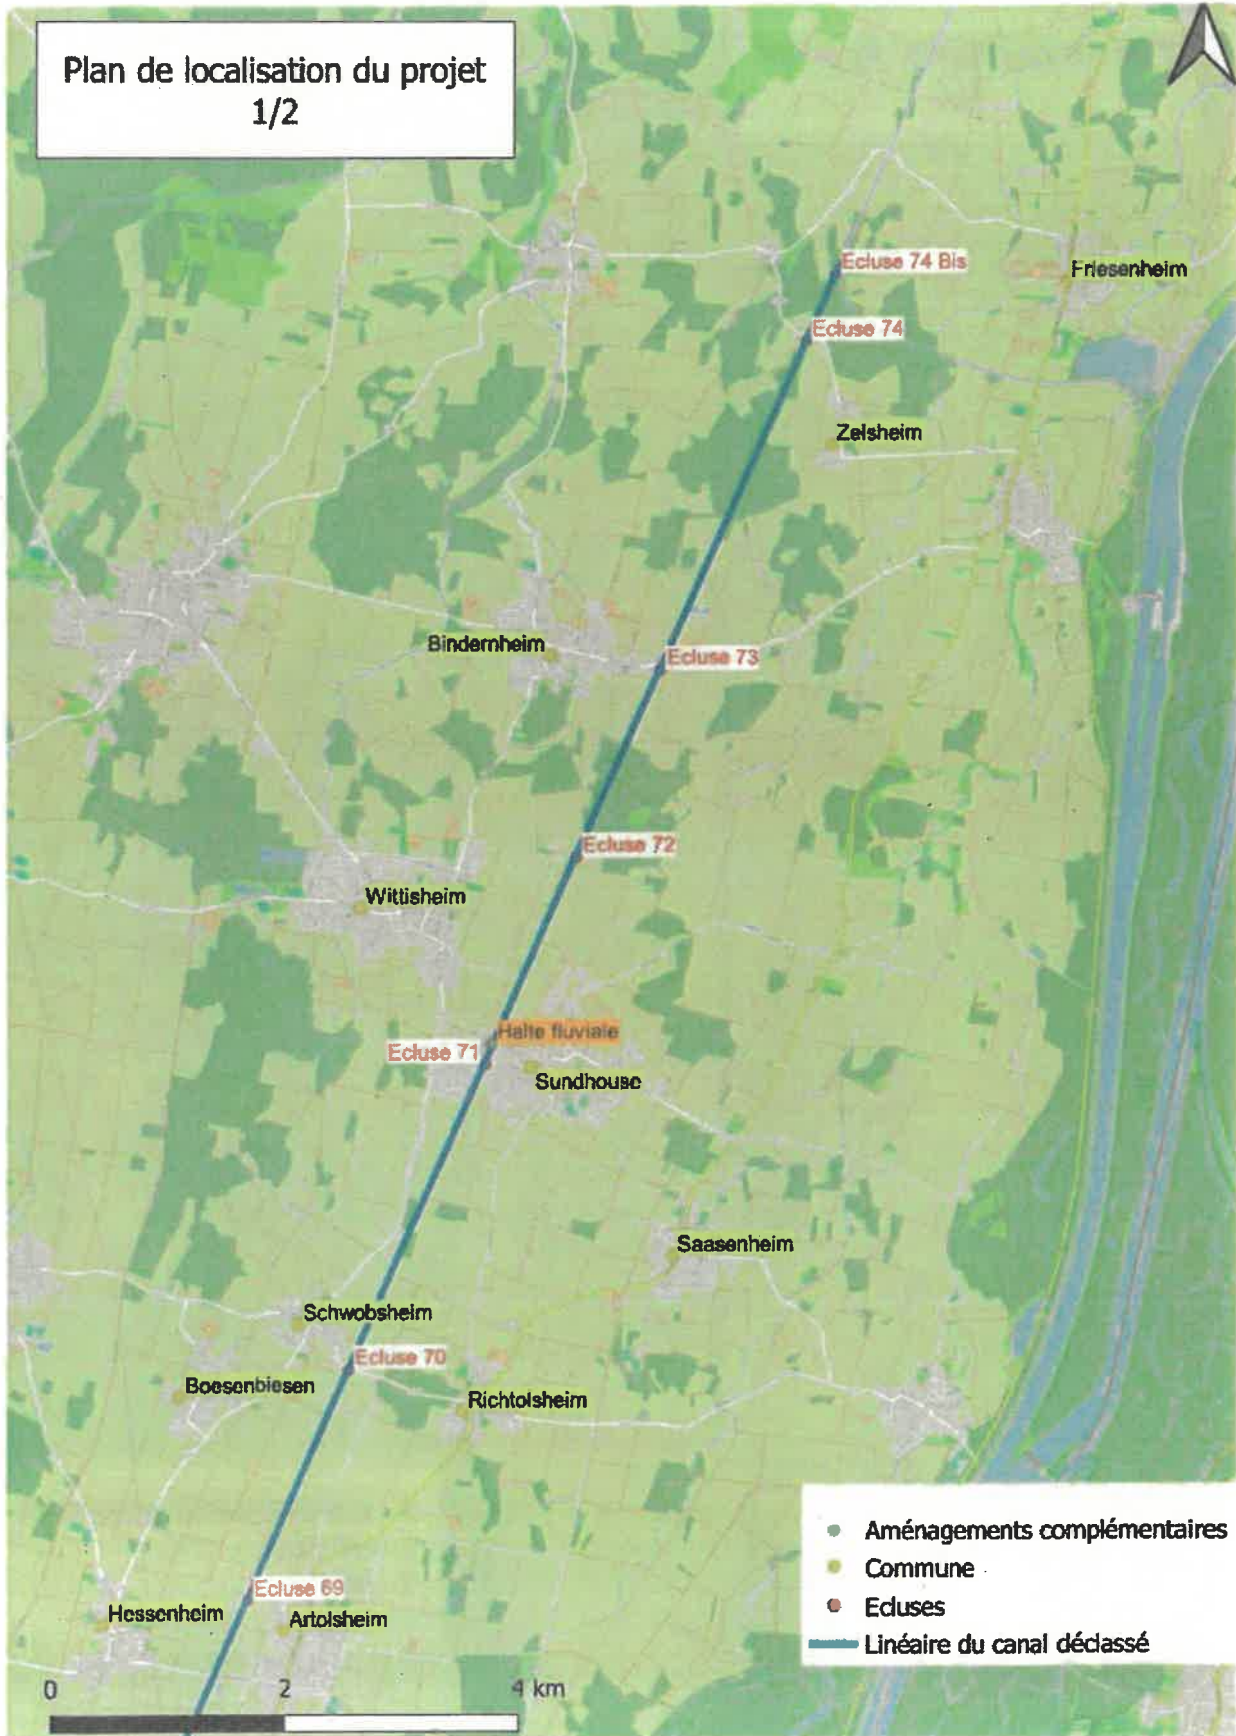 Plan de localisation du projet
1/2
Ecluse 74 Bis
Friesenheim
Ecluse 74
Zelsheim
Bindernheim
Ecluse 73
Ecluse 72
Wittisheim
Halte fluviale
Ecluse 71
Sundhouse
Saasenheim
Schwobsheim
Ecluse 70
Boesenbiesen
Richtolsheim
Ecluse 69
Hessenheim
Artolsheim
Aménagements complémentaires
Commune
Ecluses
Linéaire du canal déclassé
0 2 4 km